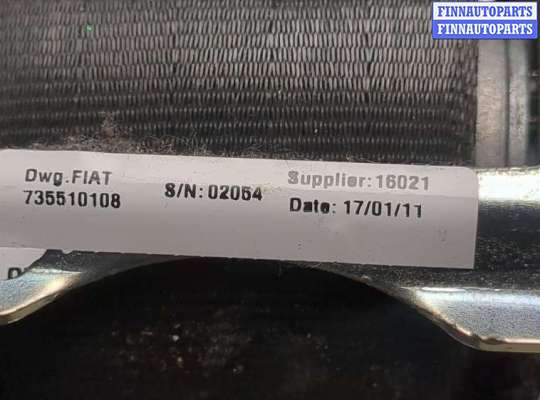 FINNAUTOPARTS
FINNAUTOPARTS
Dwg.FIAT
735510108
S/N: 02054
Supplier:16021
Date: 17/01/11